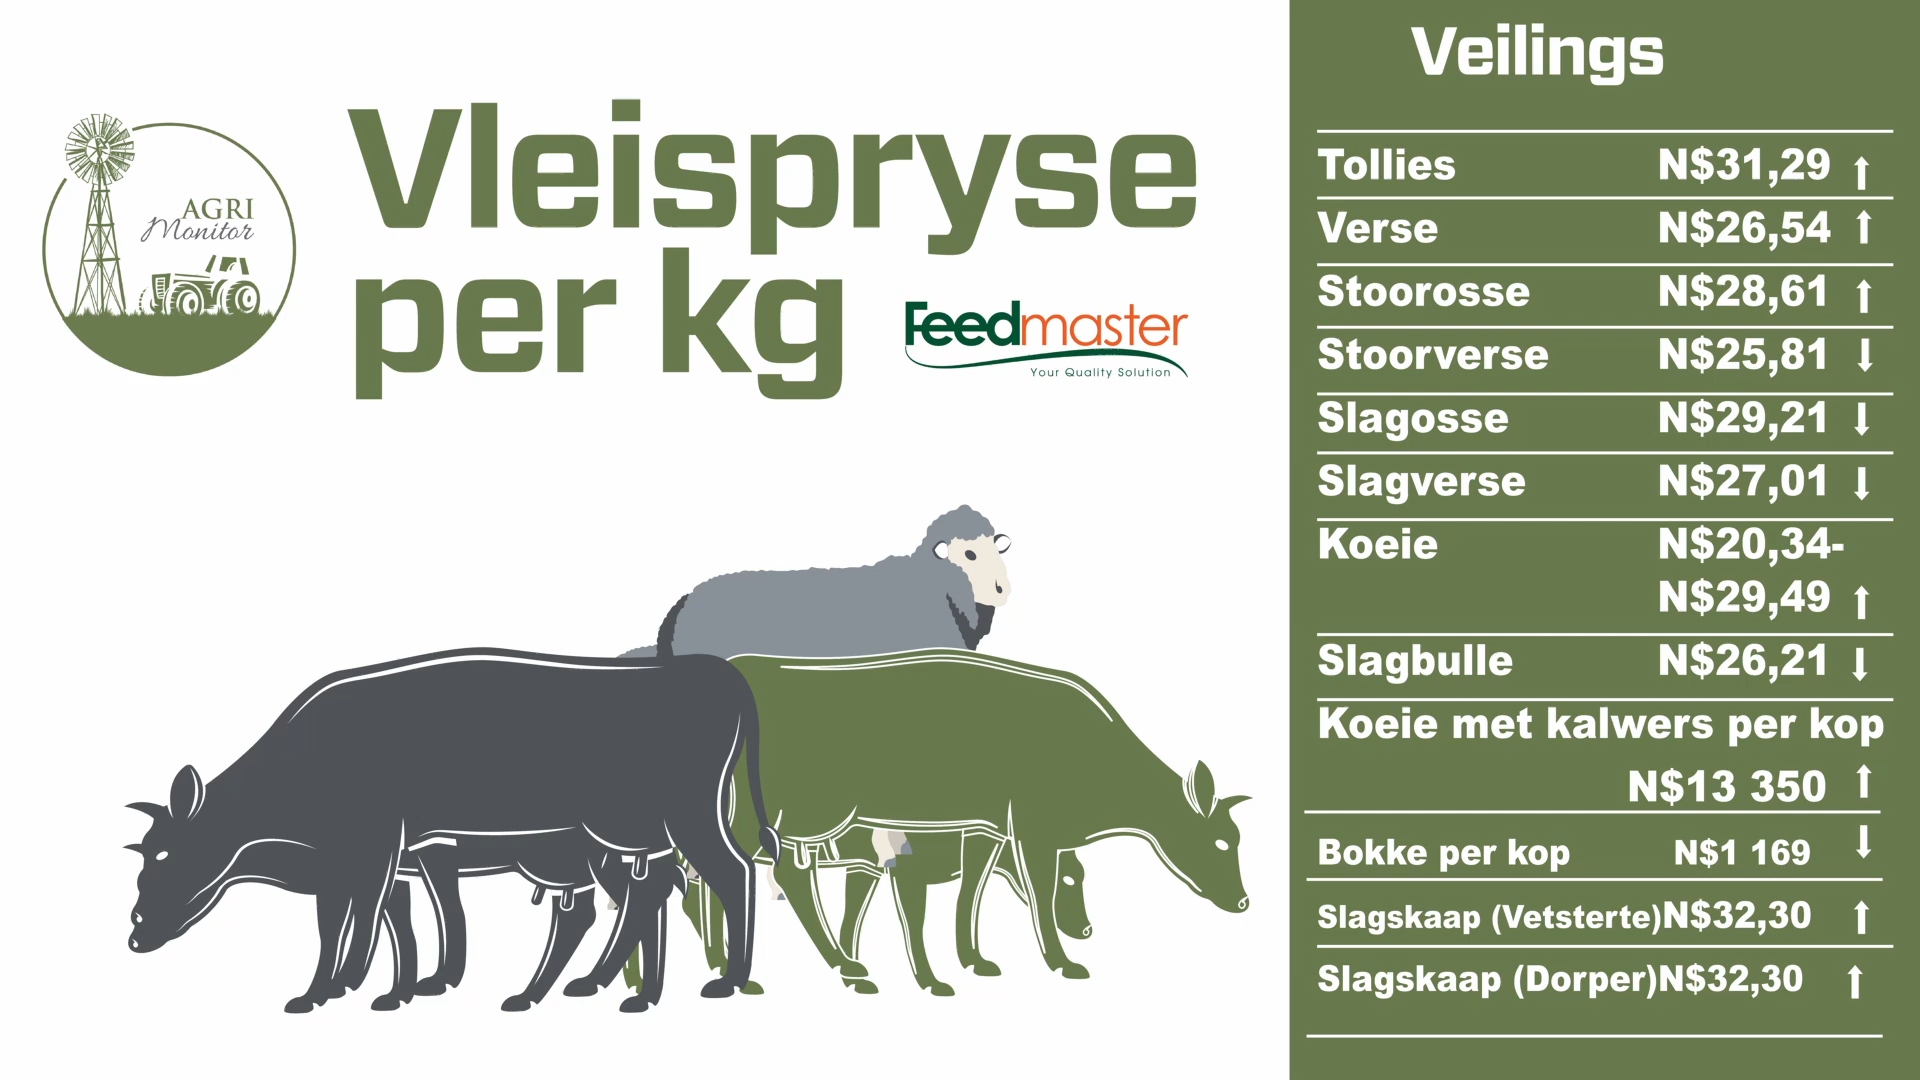 AGRI
Monitor
Vleispryse
per kg
Feedmaster
Your Quality Solution
Veilings
Tollies N$31,29 ↑
Verse N$26,54 ↑
Stoorosse N$28,61 ↑
Stoorverse N$25,81 ↓
Slagosse N$29,21 ↓
Slagverse N$27,01 ↓
Koeie N$20,34-
N$29,49 ↑
Slagbulle N$26,21 ↓
Koeie met kalwers per kop
N$13 350 ↑
Bokke per kop N$1 169 ↓
Slagskaap (Vetsterte)N$32,30 ↑
Slagskaap (Dorper)N$32,30 ↑